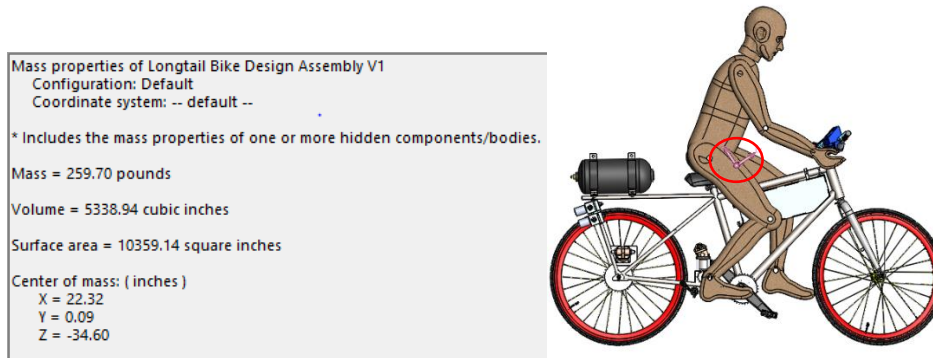 Mass properties of Longtail Bike Design Assembly V1
Configuration: Default
Coordinate system: -- default --
* Includes the mass properties of one or more hidden components/bodies.
Mass = 259.70 pounds
Volume = 5338.94 cubic inches
Surface area = 10359.14 square inches
Center of mass: ( inches )
X = 22.32
Y = 0.09
Z = -34.60